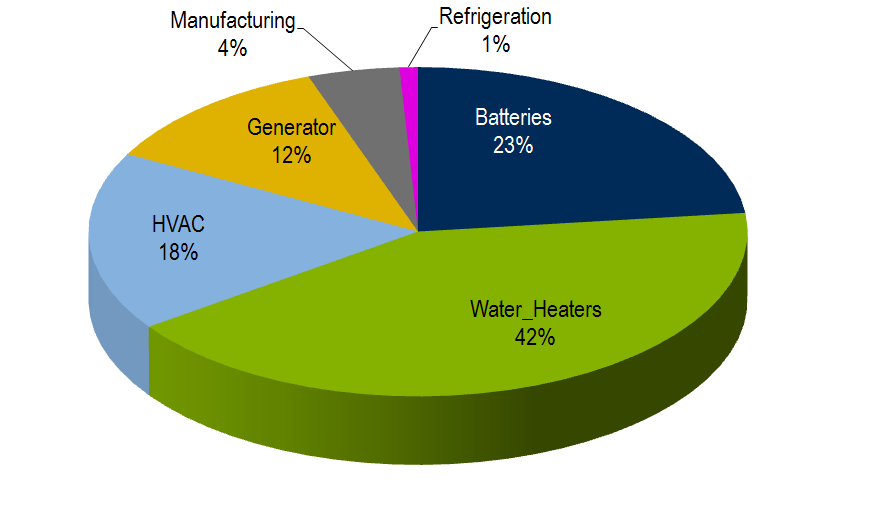 Manufacturing
4%
Refrigeration
1%
Batteries
23%
Generator
12%
HVAC
18%
Water_Heaters
42%